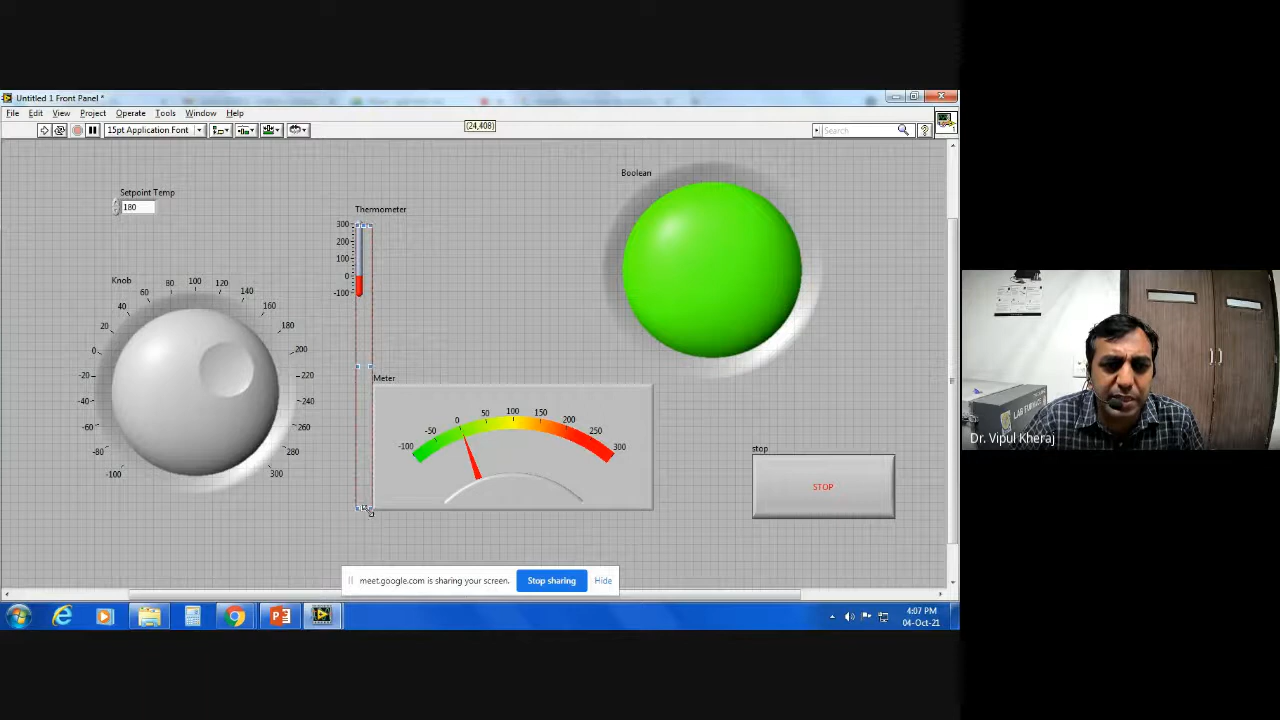 Untitled 1 Front Panel *
File Edit View Project Operate Tools Window Help
15pt Application Font
(24,408)
Search
Setpoint Temp
180
Thermometer
300
200
100
0
-100
Boolean
Knob
-100
-80
-60
-40
-20
0
20
40
60
80
100
120
140
160
180
200
220
240
260
280
300
Meter
-100
-50
0
50
100
150
200
250
300
stop
STOP
LAB FURNACE
Dr. Vipul Kheraj
meet.google.com is sharing your screen. Stop sharing Hide
4:07 PM
04-Oct-21